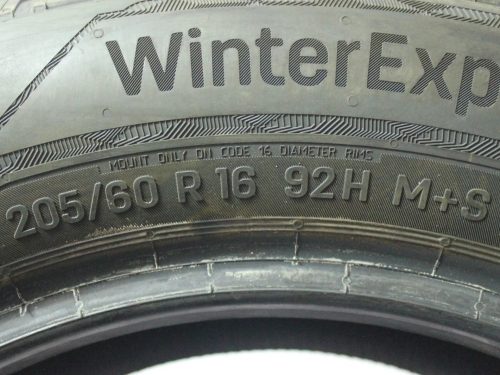 WinterExp
MOUNT ONLY ON CODE 16 DIAMETER RIMS
205/60 R 16 92H M+S